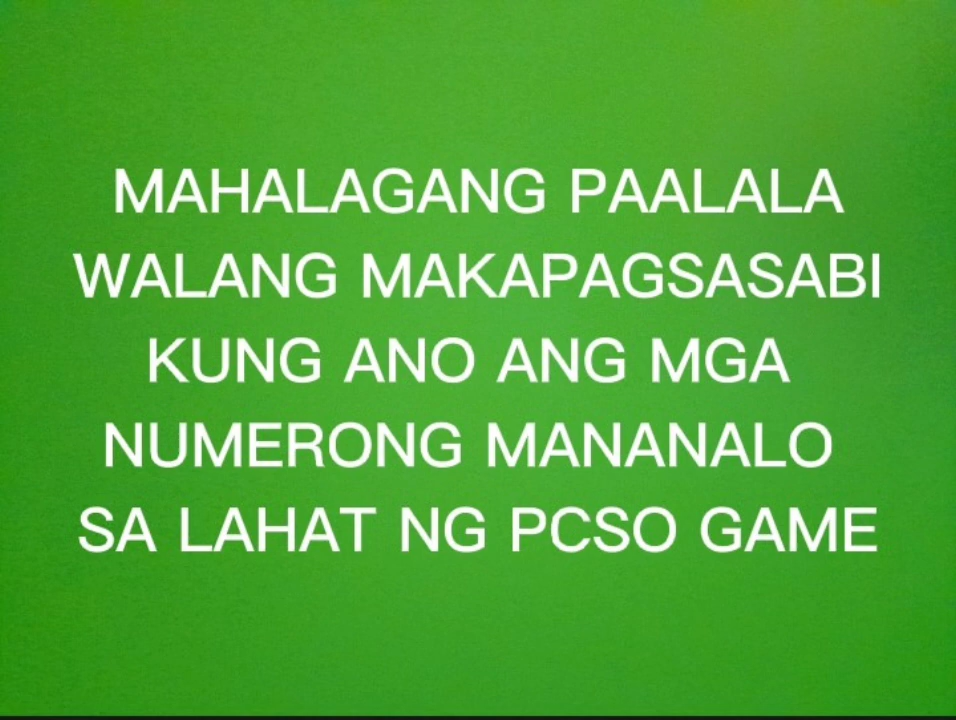 MAHALAGANG PAALALA
WALANG MAKAPAGSASABI
KUNG ANO ANG MGA
NUMERONG MANANALO
SA LAHAT NG PCSO GAME